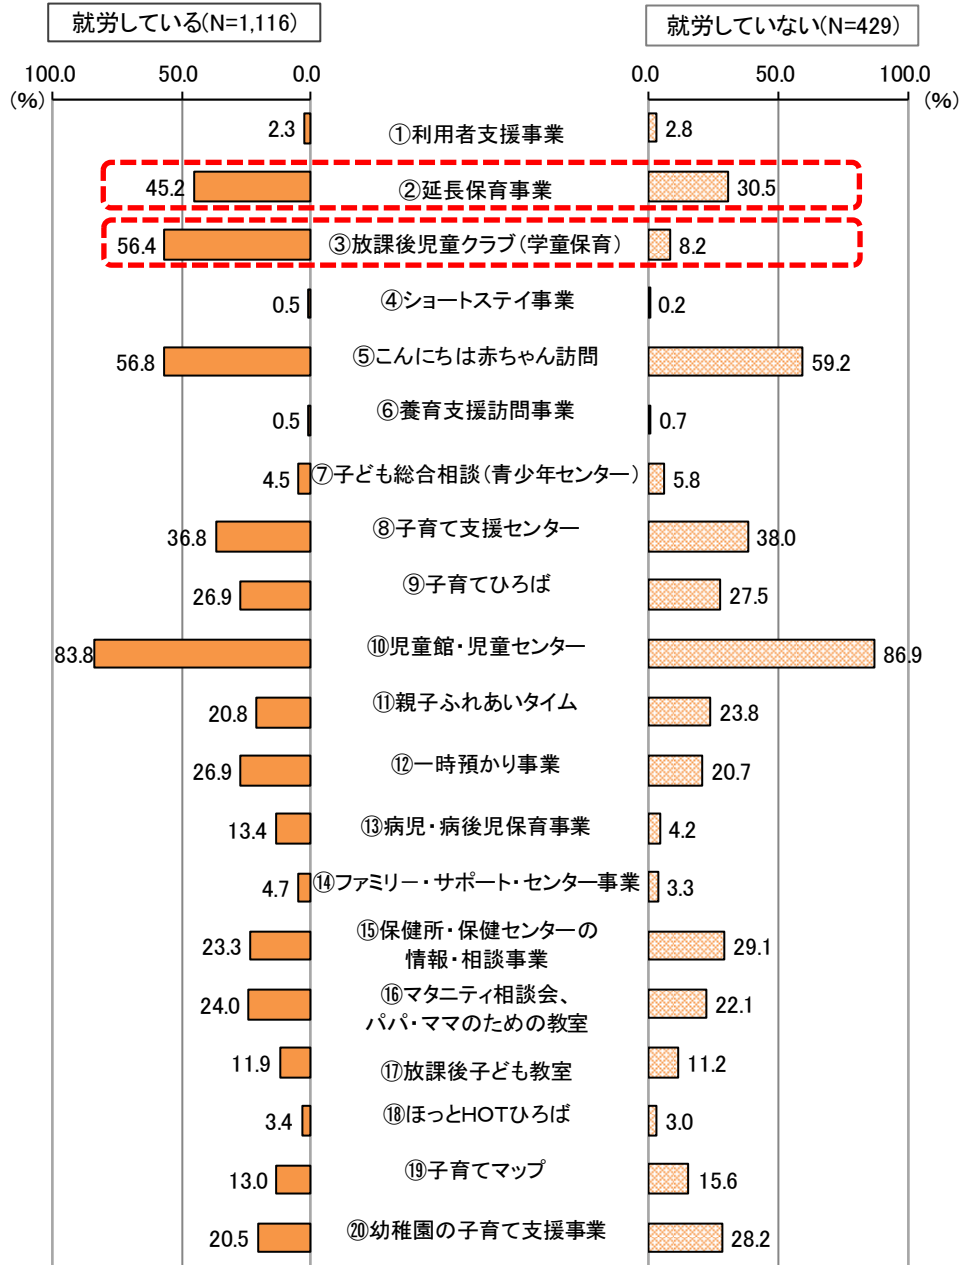 就労している(N=1,116)
就労していない(N=429)
100.0 50.0 0.0
0.0 50.0 100.0
(%)
(%)
2.3 ①利用者支援事業 2.8
45.2 ②延長保育事業 30.5
56.4 ③放課後児童クラブ(学童保育) 8.2
0.5 ④ショートステイ事業 0.2
56.8 ⑤こんにちは赤ちゃん訪問 59.2
0.5 ⑥養育支援訪問事業 0.7
4.5 ⑦子ども総合相談(青少年センター) 5.8
36.8 ⑧子育て支援センター 38.0
26.9 ⑨子育てひろば 27.5
83.8 ⑩児童館・児童センター 86.9
20.8 ⑪親子ふれあいタイム 23.8
26.9 ⑫一時預かり事業 20.7
13.4 ⑬病児・病後児保育事業 4.2
4.7 ⑭ファミリー・サポート・センター事業 3.3
23.3 ⑮保健所・保健センターの 29.1
情報・相談事業
24.0 ⑯マタニティ相談会、 22.1
パパ・ママのための教室
11.9 ⑰放課後子ども教室 11.2
3.4 ⑱ほっとHOTひろば 3.0
13.0 ⑲子育てマップ 15.6
20.5 ⑳幼稚園の子育て支援事業 28.2